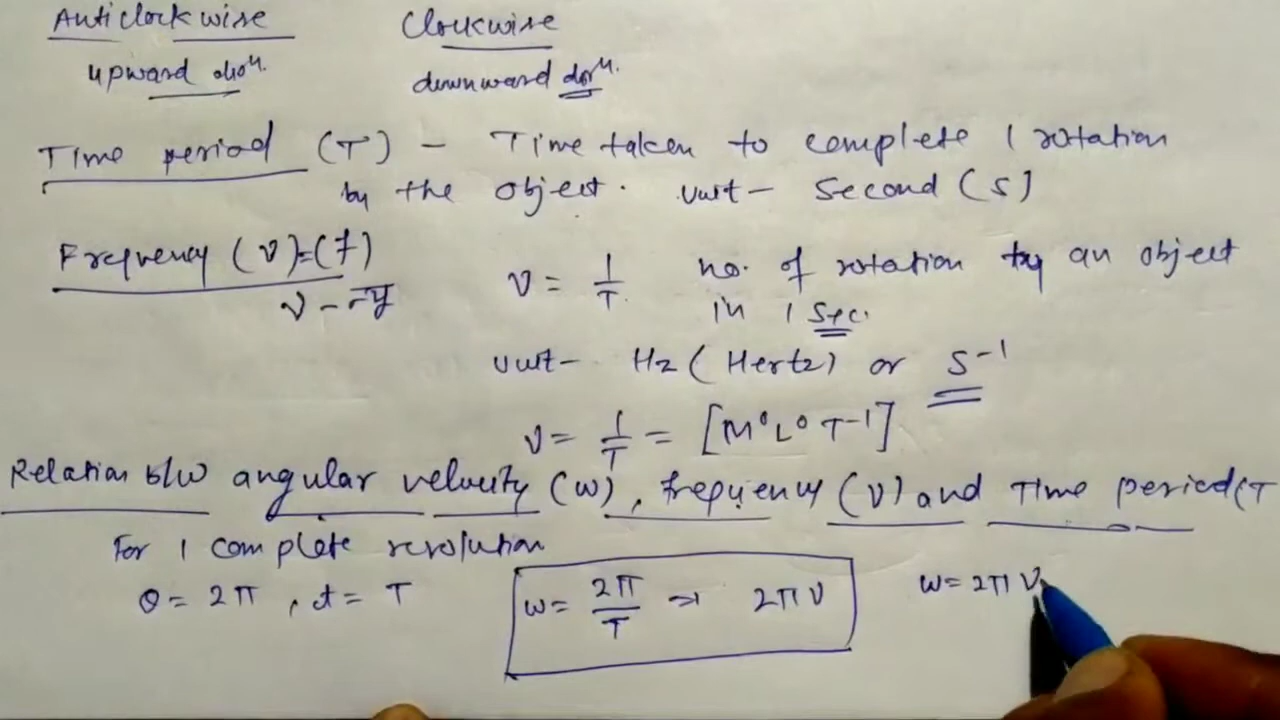 Anticlockwise Clockwise
upward dirⁿ. downward dirⁿ.
Time period (T) - Time taken to complete 1 rotation
by the object. unit- Second (s)
Frequency (ν)=(f)
ν = 1/T no. of rotation by an object
in 1 Sec.
unit- Hz (Hertz) or S⁻¹
ν = 1/T = [M⁰L⁰T⁻¹]
Relation b/w angular velocity (ω), frequency (ν) and Time period (T
For 1 complete revolution
θ = 2π , t = T
ω = 2π/T ⇒ 2πν
ω = 2πν